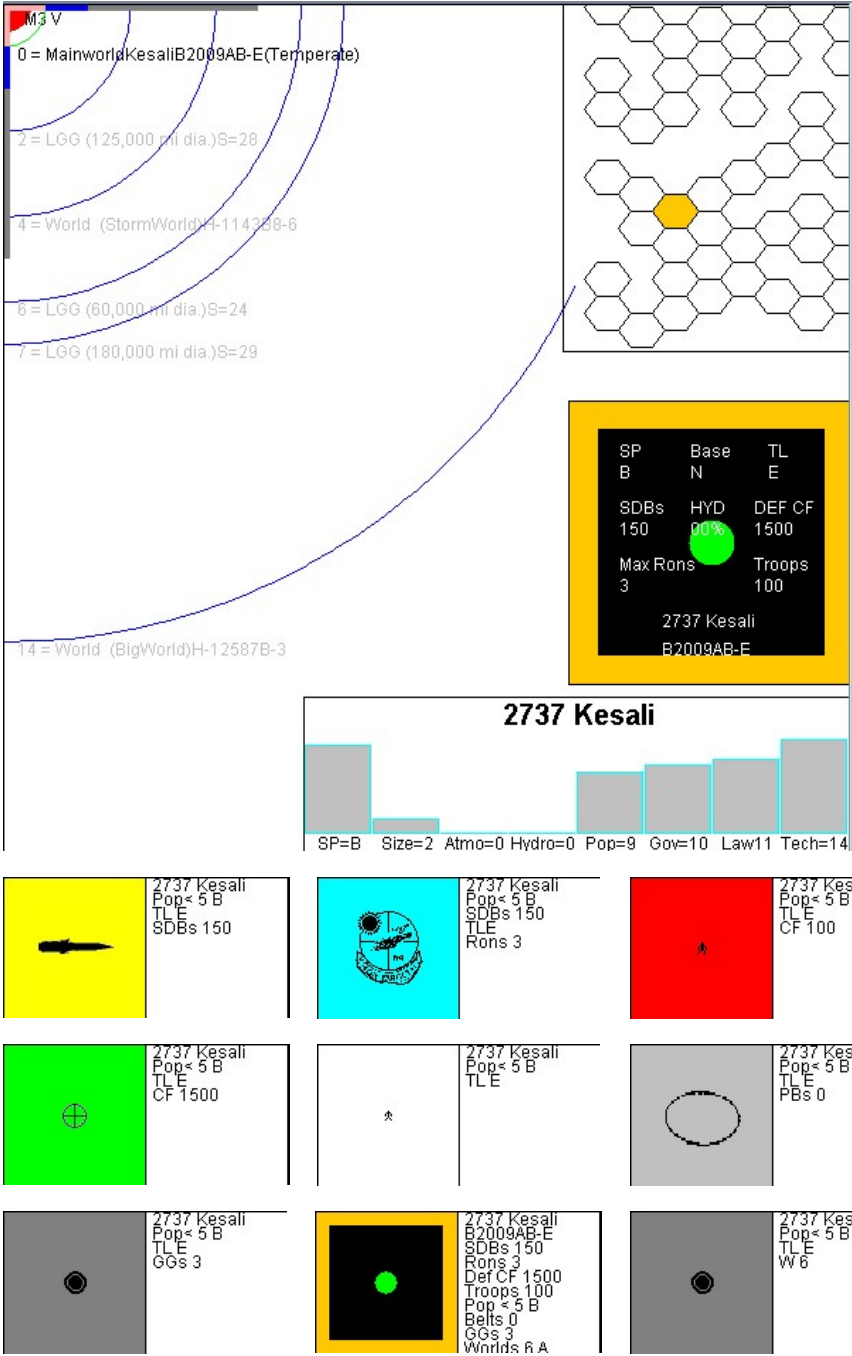 M3 V
0 = MainworldKesaliB2009AB-E(Temperate)
2 = LGG (125,000 mi dia.)S=28
4 = World  (StormWorld)H-1143B8-6
6 = LGG (60,000 mi dia.)S=24
7 = LGG (180,000 mi dia.)S=29
14 = World  (BigWorld)H-12587B-3
SP Base TL
B N E
SDBs HYD DEF CF
150 00% 1500
Max Rons Troops
3 100
2737 Kesali
B2009AB-E
2737 Kesali
SP=B Size=2 Atmo=0 Hydro=0 Pop=9 Gov=10 Law11 Tech=14
2737 Kesali
Pop< 5 B
TL E
SDBs 150
2737 Kesali
Pop< 5 B
SDBs 150
TLE
Rons 3
2737 Kes
Pop< 5 B
TL E
CF 100
2737 Kesali
Pop< 5 B
TL E
CF 1500
2737 Kesali
Pop< 5 B
TL E
2737 Kes
Pop< 5 B
TL E
PBs 0
2737 Kesali
Pop< 5 B
TL E
GGs 3
2737 Kesali
B2009AB-E
SDBs 150
Rons 3
Def CF 1500
Troops 100
Pop < 5 B
Belts 0
GGs 3
Worlds 6 A
2737 Kes
Pop< 5 B
TL E
W 6